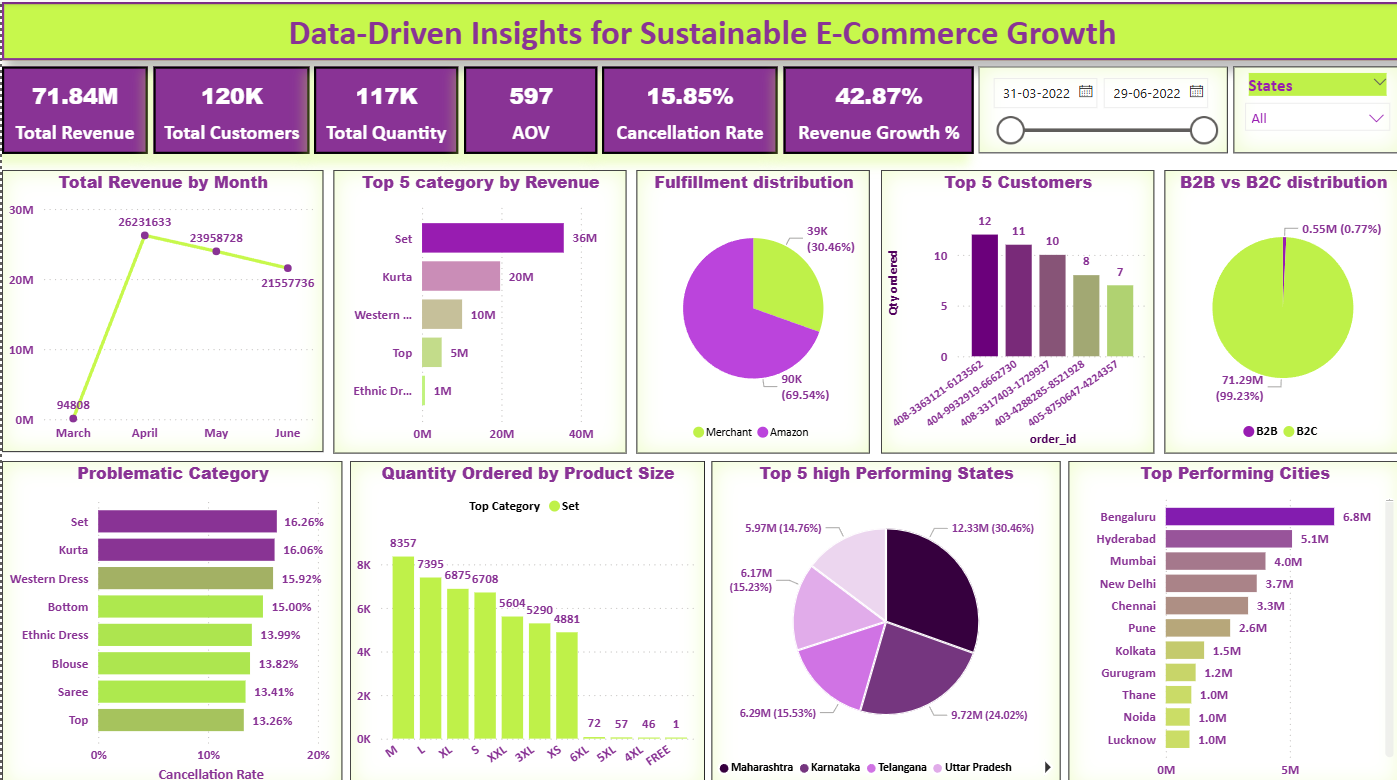 Data-Driven Insights for Sustainable E-Commerce Growth
71.84M
Total Revenue
120K
Total Customers
117K
Total Quantity
597
AOV
15.85%
Cancellation Rate
42.87%
Revenue Growth %
31-03-2022
29-06-2022
States
All
Total Revenue by Month
30M
20M
10M
0M
94808
26231633
23958728
21557736
March
April
May
June
Top 5 category by Revenue
Set
36M
Kurta
20M
Western ...
10M
Top
5M
Ethnic Dr...
1M
0M
20M
40M
Fulfillment distribution
39K
(30.46%)
90K
(69.54%)
Merchant
Amazon
Top 5 Customers
Qty ordered
10
5
0
12
11
10
8
7
408-3363121-6123562
404-9932919-6662730
408-3317403-1729937
403-4288285-8521928
405-8750647-4224357
order_id
B2B vs B2C distribution
0.55M (0.77%)
71.29M
(99.23%)
B2B
B2C
Problematic Category
Set
16.26%
Kurta
16.06%
Western Dress
15.92%
Bottom
15.00%
Ethnic Dress
13.99%
Blouse
13.82%
Saree
13.41%
Top
13.26%
0%
10%
20%
Cancellation Rate
Quantity Ordered by Product Size
Top Category
Set
8K
6K
4K
2K
0K
8357
7395
6875
6708
5604
5290
4881
72
57
46
1
M
L
XL
S
XXL
3XL
XS
6XL
5XL
4XL
FREE
Top 5 high Performing States
5.97M (14.76%)
12.33M (30.46%)
6.17M
(15.23%)
6.29M (15.53%)
9.72M (24.02%)
Maharashtra
Karnataka
Telangana
Uttar Pradesh
Top Performing Cities
Bengaluru
6.8M
Hyderabad
5.1M
Mumbai
4.0M
New Delhi
3.7M
Chennai
3.3M
Pune
2.6M
Kolkata
1.5M
Gurugram
1.2M
Thane
1.0M
Noida
1.0M
Lucknow
1.0M
0M
5M